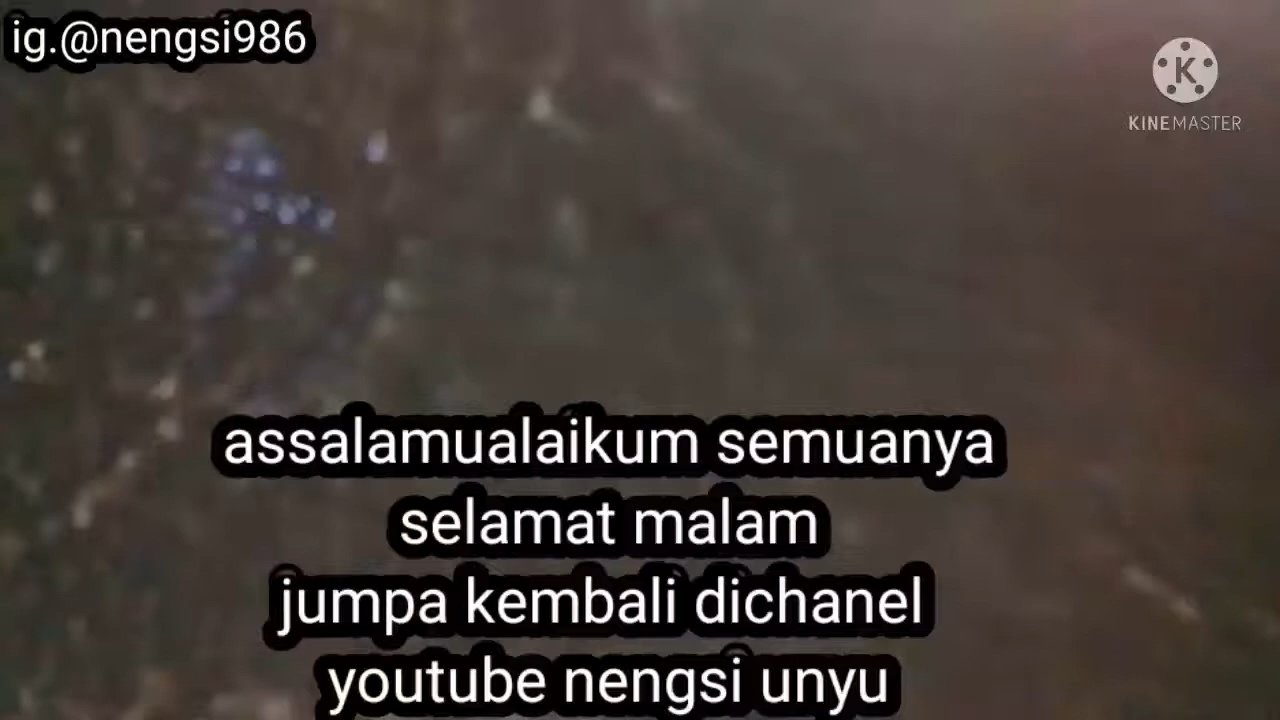 ig.@nengsi986
KINEMASTER
assalamualaikum semuanya
selamat malam
jumpa kembali dichanel
youtube nengsi unyu